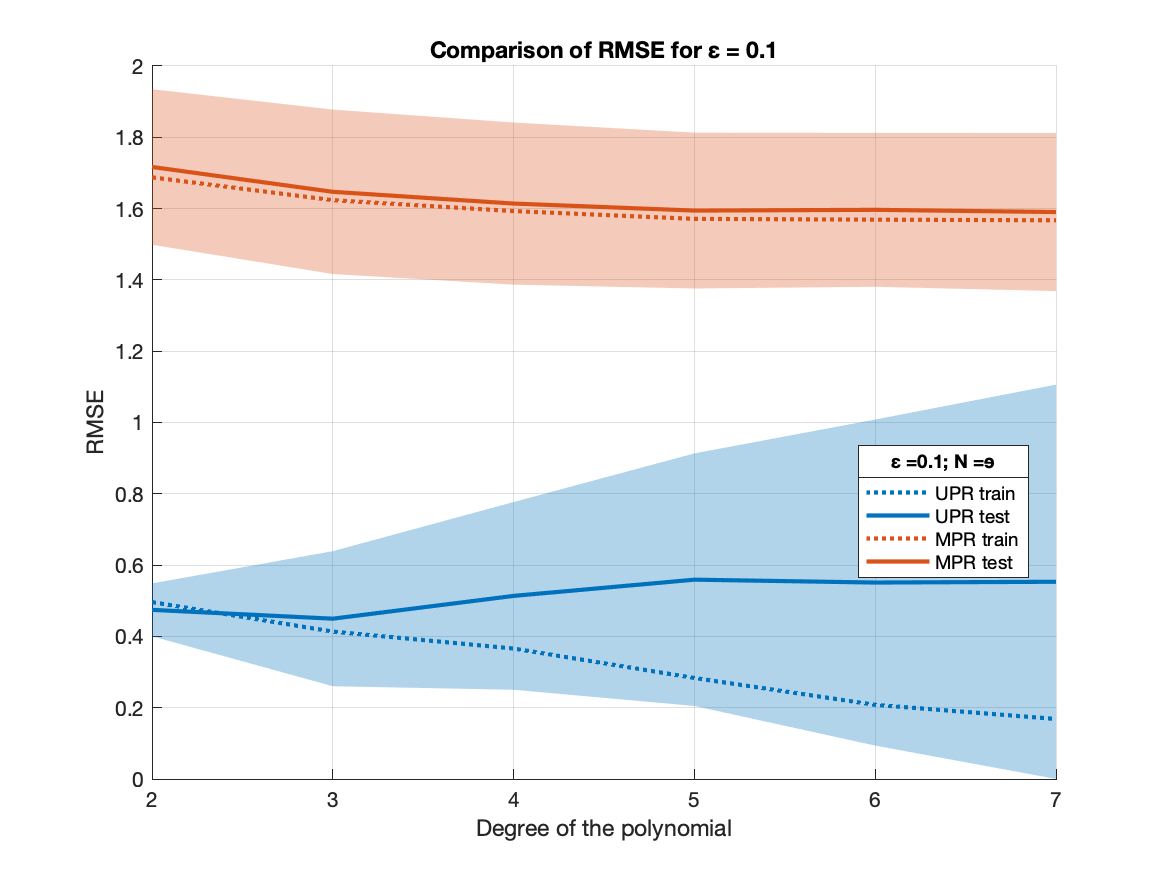 Comparison of RMSE for ε = 0.1
2
1.8
1.6
1.4
1.2
1
0.8
0.6
0.4
0.2
0
RMSE
ε =0.1; N =ɘ
UPR train
UPR test
MPR train
MPR test
2 3 4 5 6 7
Degree of the polynomial